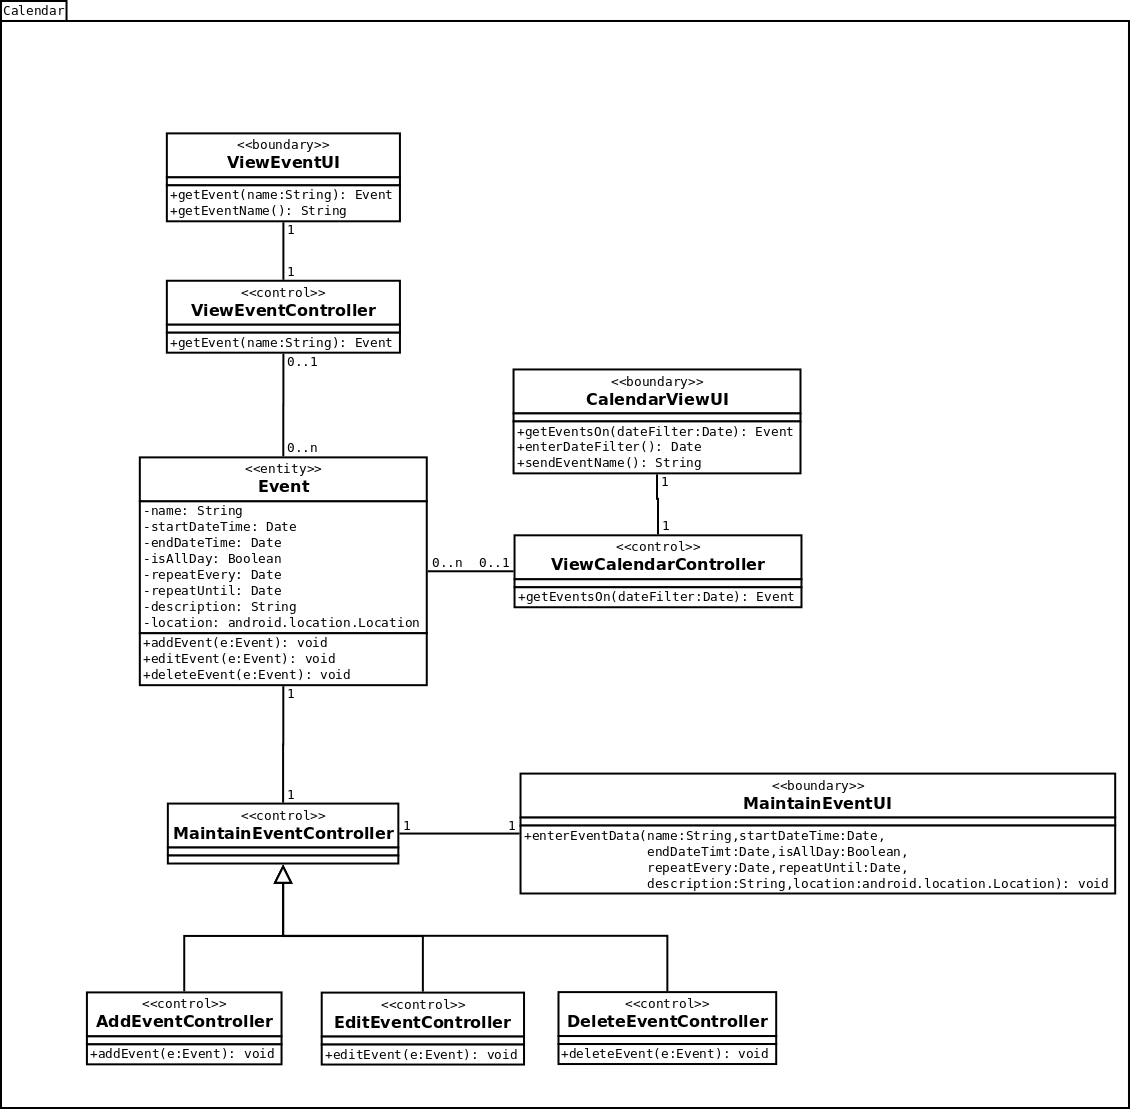 Calendar
<<boundary>>
ViewEventUI
+getEvent(name:String): Event
+getEventName(): String
1
1
<<control>>
ViewEventController
+getEvent(name:String): Event
0..1
0..n
<<boundary>>
CalendarViewUI
+getEventsOn(dateFilter:Date): Event
+enterDateFilter(): Date
+sendEventName(): String
1
1
<<entity>>
Event
-name: String
-startDateTime: Date
-endDateTime: Date
-isAllDay: Boolean
-repeatEvery: Date
-repeatUntil: Date
-description: String
-location: android.location.Location
+addEvent(e:Event): void
+editEvent(e:Event): void
+deleteEvent(e:Event): void
0..n 0..1
<<control>>
ViewCalendarController
+getEventsOn(dateFilter:Date): Event
1
1
<<control>>
MaintainEventController
1 1
<<boundary>>
MaintainEventUI
+enterEventData(name:String,startDateTime:Date,
endDateTimt:Date,isAllDay:Boolean,
repeatEvery:Date,repeatUntil:Date,
description:String,location:android.location.Location): void
<<control>>
AddEventController
+addEvent(e:Event): void
<<control>>
EditEventController
+editEvent(e:Event): void
<<control>>
DeleteEventController
+deleteEvent(e:Event): void